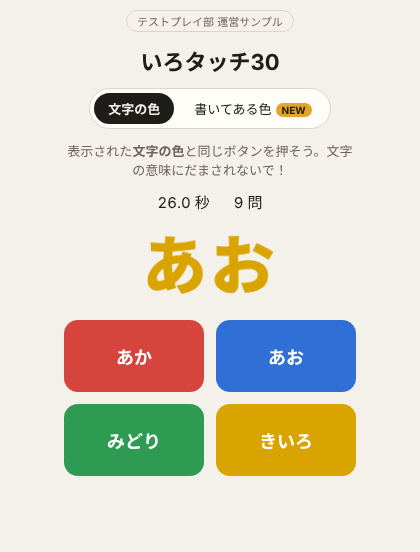 テストプレイ部 運営サンプル
いろタッチ30
文字の色 書いてある色 NEW
表示された文字の色と同じボタンを押そう。文字
の意味にだまされないで！
26.0 秒 9 問
あお
あか あお
みどり きいろ